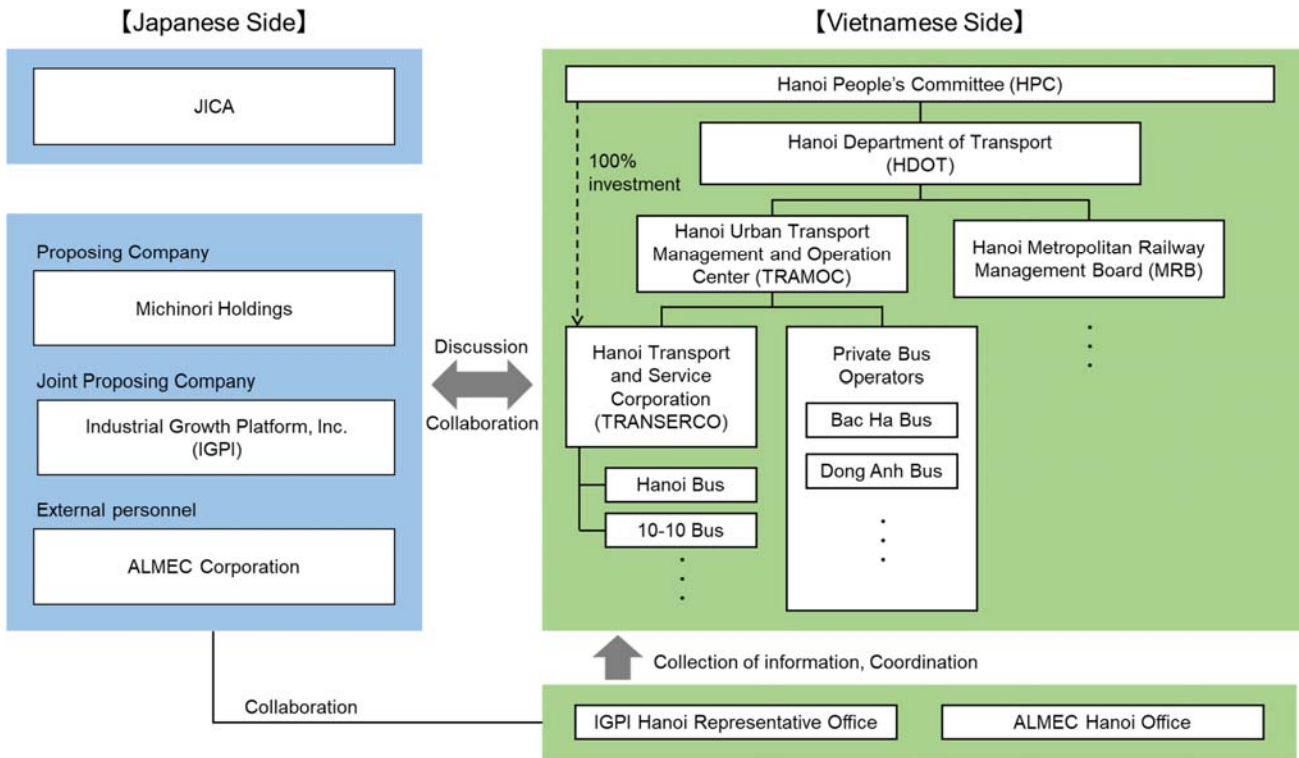 【Japanese Side】
JICA
Proposing Company
Michinori Holdings
Joint Proposing Company
Industrial Growth Platform, Inc.
(IGPI)
External personnel
ALMEC Corporation
Discussion
Collaboration
【Vietnamese Side】
Hanoi People's Committee (HPC)
100%
investment
Hanoi Department of Transport
(HDOT)
Hanoi Urban Transport
Management and Operation
Center (TRAMOC)
Hanoi Metropolitan Railway
Management Board (MRB)
Hanoi Transport
and Service
Corporation
(TRANSERCO)
Hanoi Bus
10-10 Bus
Private Bus
Operators
Bac Ha Bus
Dong Anh Bus
Collection of information, Coordination
Collaboration
IGPI Hanoi Representative Office
ALMEC Hanoi Office